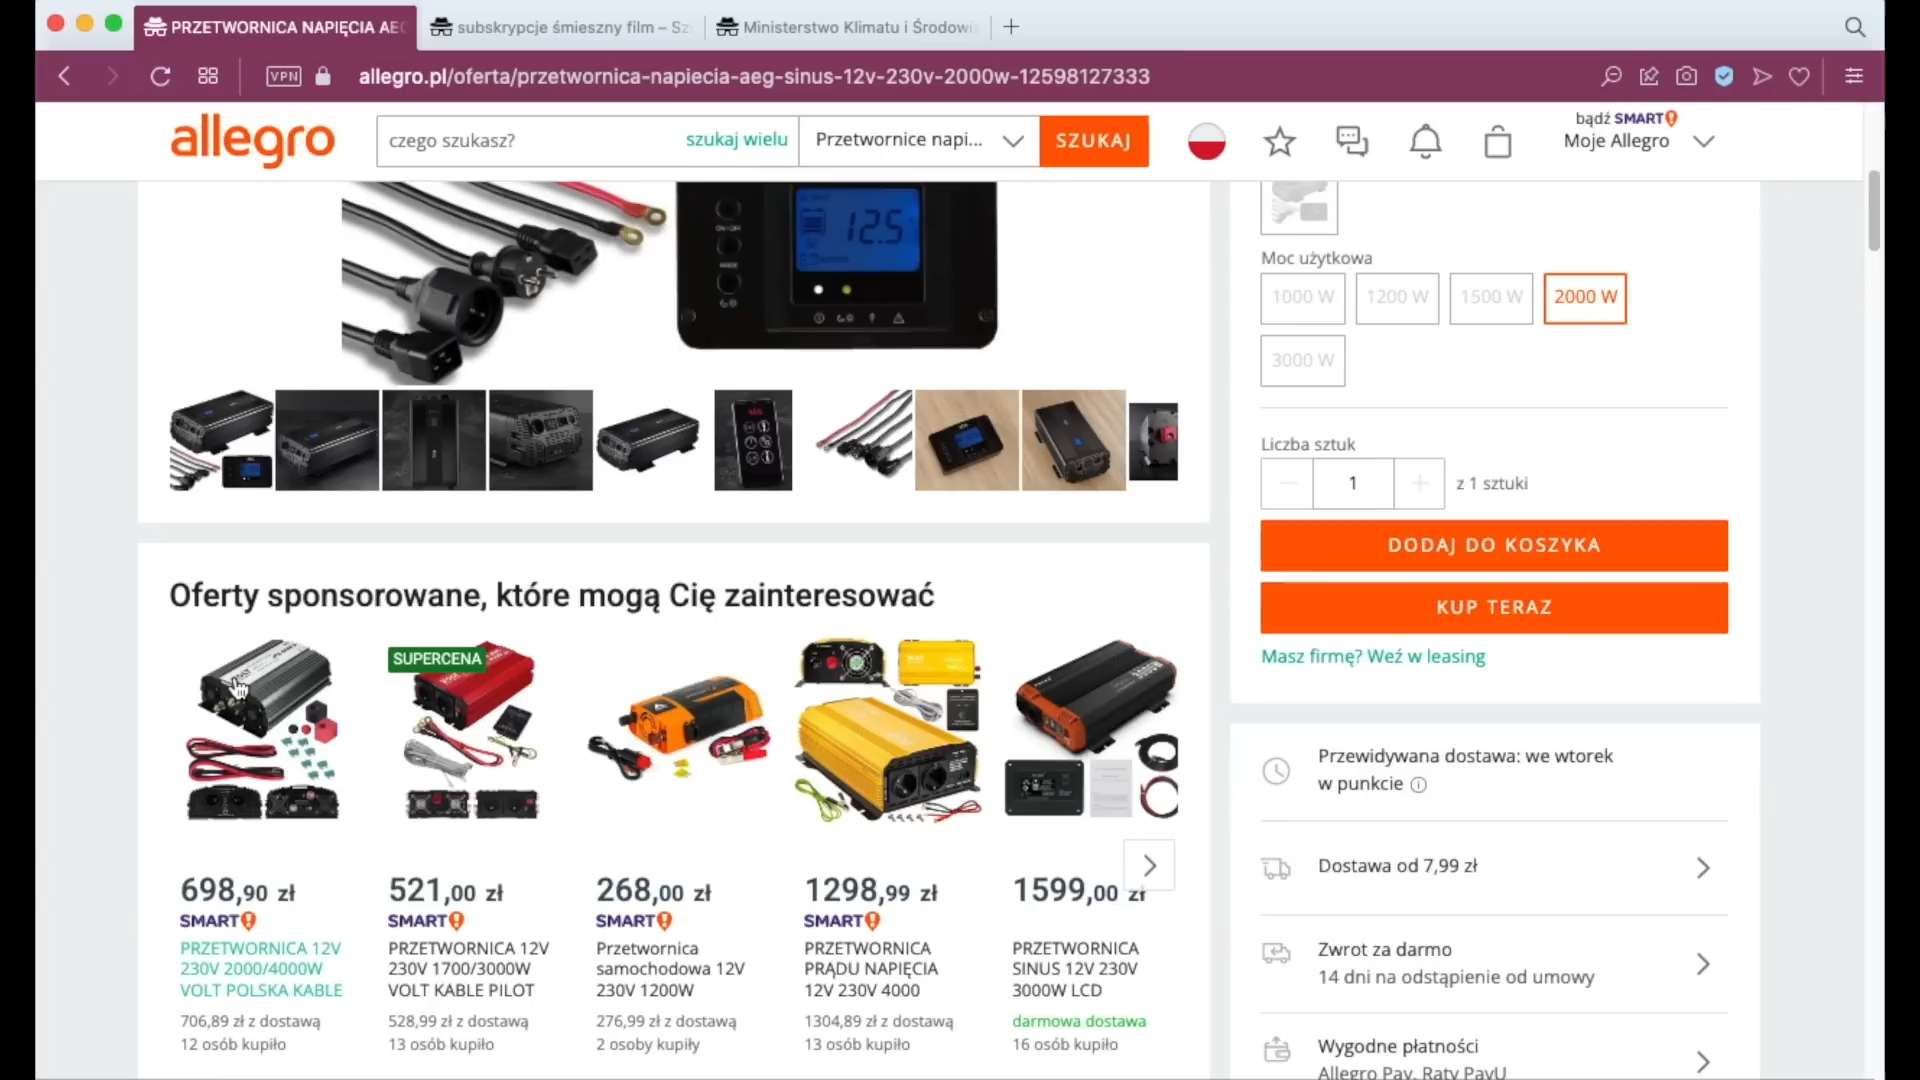 PRZETWORNICA NAPIĘCIA AEG
subskrypcje śmieszny film – Sz
Ministerstwo Klimatu i Środowi
VPN
allegro.pl/oferta/przetwornica-napiecia-aeg-sinus-12v-230v-2000w-12598127333
allegro
czego szukasz?
szukaj wielu
Przetwornice napi...
SZUKAJ
bądź SMART!
Moje Allegro
12.5
Moc użytkowa
1000 W
1200 W
1500 W
2000 W
3000 W
Liczba sztuk
1
z 1 sztuki
DODAJ DO KOSZYKA
KUP TERAZ
Masz firmę? Weź w leasing
Oferty sponsorowane, które mogą Cię zainteresować
SUPERCENA
698,90 zł
SMART!
PRZETWORNICA 12V
230V 2000/4000W
VOLT POLSKA KABLE
706,89 zł z dostawą
12 osób kupiło
521,00 zł
SMART!
PRZETWORNICA 12V
230V 1700/3000W
VOLT KABLE PILOT
528,99 zł z dostawą
13 osób kupiło
268,00 zł
SMART!
Przetwornica
samochodowa 12V
230V 1200W
276,99 zł z dostawą
2 osoby kupiły
1298,99 zł
SMART!
PRZETWORNICA
PRĄDU NAPIĘCIA
12V 230V 4000
1304,89 zł z dostawą
13 osób kupiło
1599,00 zł
PRZETWORNICA
SINUS 12V 230V
3000W LCD
darmowa dostawa
16 osób kupiło
Przewidywana dostawa: we wtorek
w punkcie
Dostawa od 7,99 zł
Zwrot za darmo
14 dni na odstąpienie od umowy
Wygodne płatności
Allegro Pay, Raty PayU